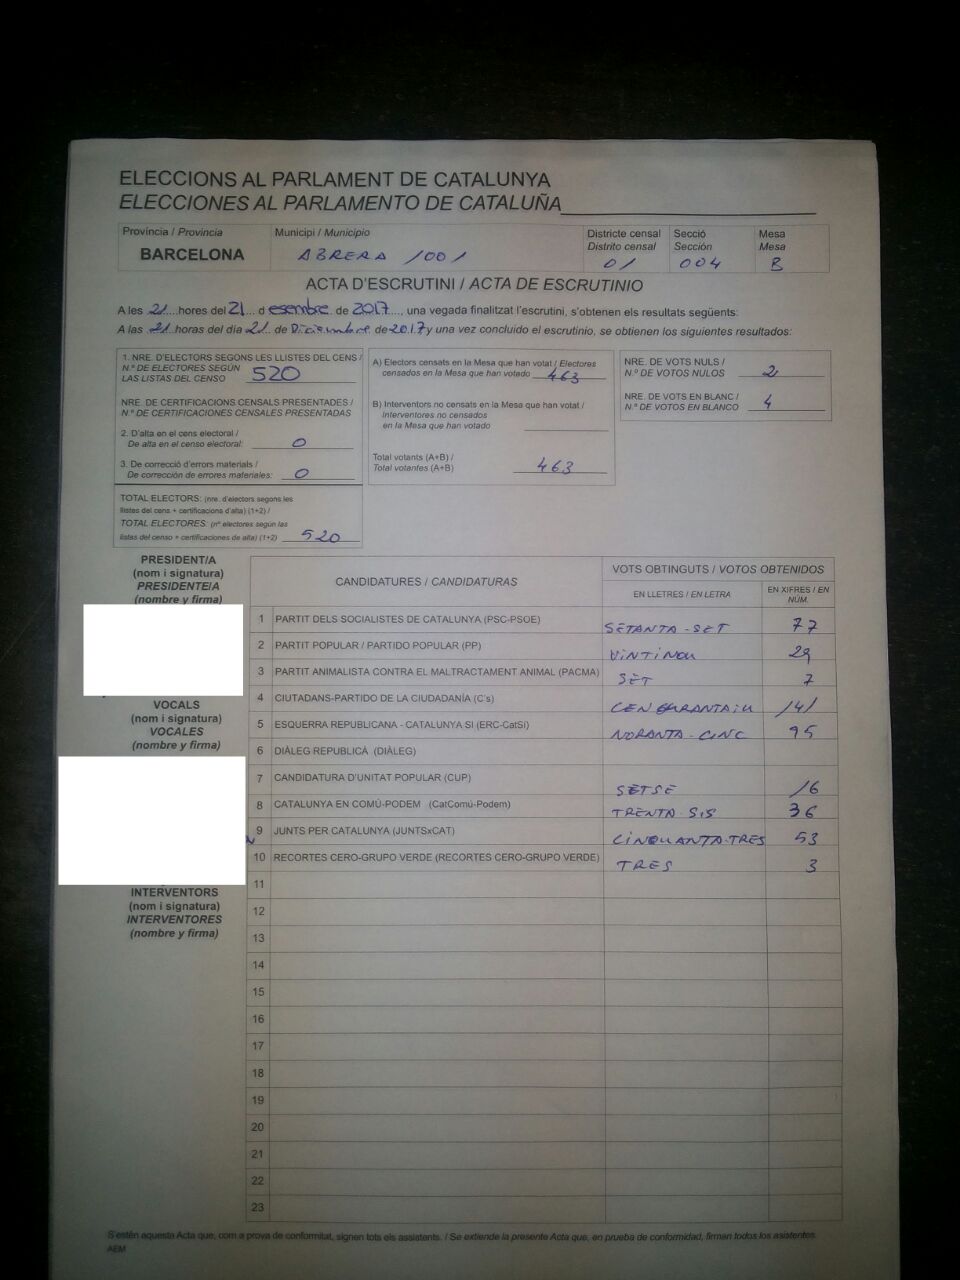 ELECCIONS AL PARLAMENT DE CATALUNYA
ELECCIONES AL PARLAMENTO DE CATALUÑA
Província / Provincia
BARCELONA
Municipi / Municipio
ABRERA /001
Districte censal
Distrito censal
01
Secció
Sección
004
Mesa
Mesa
B
ACTA D'ESCRUTINI / ACTA DE ESCRUTINIO
A les 21 hores del 21 d esembre de 2017, una vegada finalitzat l'escrutini, s'obtenen els resultats següents:
A las 21 horas del día 21 de Diciembre de 2017 y una vez concluido el escrutinio, se obtienen los siguientes resultados:
1. NRE. D'ELECTORS SEGONS LES LLISTES DEL CENS /
N.º DE ELECTORES SEGÚN
LAS LISTAS DEL CENSO 520
NRE. DE CERTIFICACIONS CENSALS PRESENTADES /
N.º DE CERTIFICACIONES CENSALES PRESENTADAS
2. D'alta en el cens electoral /
De alta en el censo electoral: 0
3. De correcció d'errors materials /
De corrección de errores materiales: 0
TOTAL ELECTORS: (nre. d'electors segons les
llistes del cens + certificacions d'alta) (1+2) /
TOTAL ELECTORES: (nº electores según las
listas del censo + certificaciones de alta) (1+2) 520
A) Electors censats en la Mesa que han votat / Electores
censados en la Mesa que han votado 463
B) Interventors no censats en la Mesa que han votat /
Interventores no censados
en la Mesa que han votado
Total votants (A+B) /
Total votantes (A+B) 463
NRE. DE VOTS NULS /
N.º DE VOTOS NULOS 2
NRE. DE VOTS EN BLANC /
N.º DE VOTOS EN BLANCO 4
PRESIDENT/A
(nom i signatura)
PRESIDENTE/A
(nombre y firma)
VOCALS
(nom i signatura)
VOCALES
(nombre y firma)
INTERVENTORS
(nom i signatura)
INTERVENTORES
(nombre y firma)
CANDIDATURES / CANDIDATURAS
VOTS OBTINGUTS / VOTOS OBTENIDOS
EN LLETRES / EN LETRA
EN XIFRES / EN NÚM.
1 PARTIT DELS SOCIALISTES DE CATALUNYA (PSC-PSOE) SETANTA-SET 77
2 PARTIT POPULAR / PARTIDO POPULAR (PP) VINTINOU 29
3 PARTIT ANIMALISTA CONTRA EL MALTRACTAMENT ANIMAL (PACMA) SET 7
4 CIUTADANS-PARTIDO DE LA CIUDADANÍA (C's) 141
5 ESQUERRA REPUBLICANA - CATALUNYA SI (ERC-CatSí) NORANTA-CINC 95
6 DIÀLEG REPUBLICÀ (DIÀLEG)
7 CANDIDATURA D'UNITAT POPULAR (CUP) SETSE 16
8 CATALUNYA EN COMÚ-PODEM (CatComú-Podem) TRENTA-SIS 36
9 JUNTS PER CATALUNYA (JUNTSxCAT) CINQUANTA-TRES 53
10 RECORTES CERO-GRUPO VERDE (RECORTES CERO-GRUPO VERDE) TRES 3
11
12
13
14
15
16
17
18
19
20
21
22
23
S'estén aquesta Acta que, com a prova de conformitat, signen tots els assistents. / Se extiende la presente Acta que, en prueba de conformidad, firman todos los asistentes.
AEM